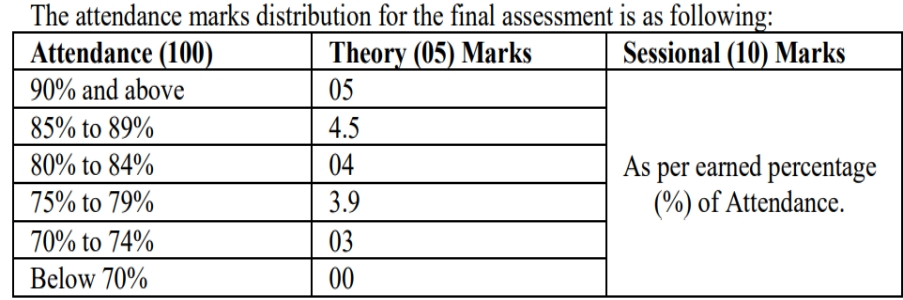 The attendance marks distribution for the final assessment is as following:
Attendance (100) Theory (05) Marks Sessional (10) Marks
90% and above 05
85% to 89% 4.5
80% to 84% 04
75% to 79% 3.9
70% to 74% 03
Below 70% 00
As per earned percentage
(%) of Attendance.